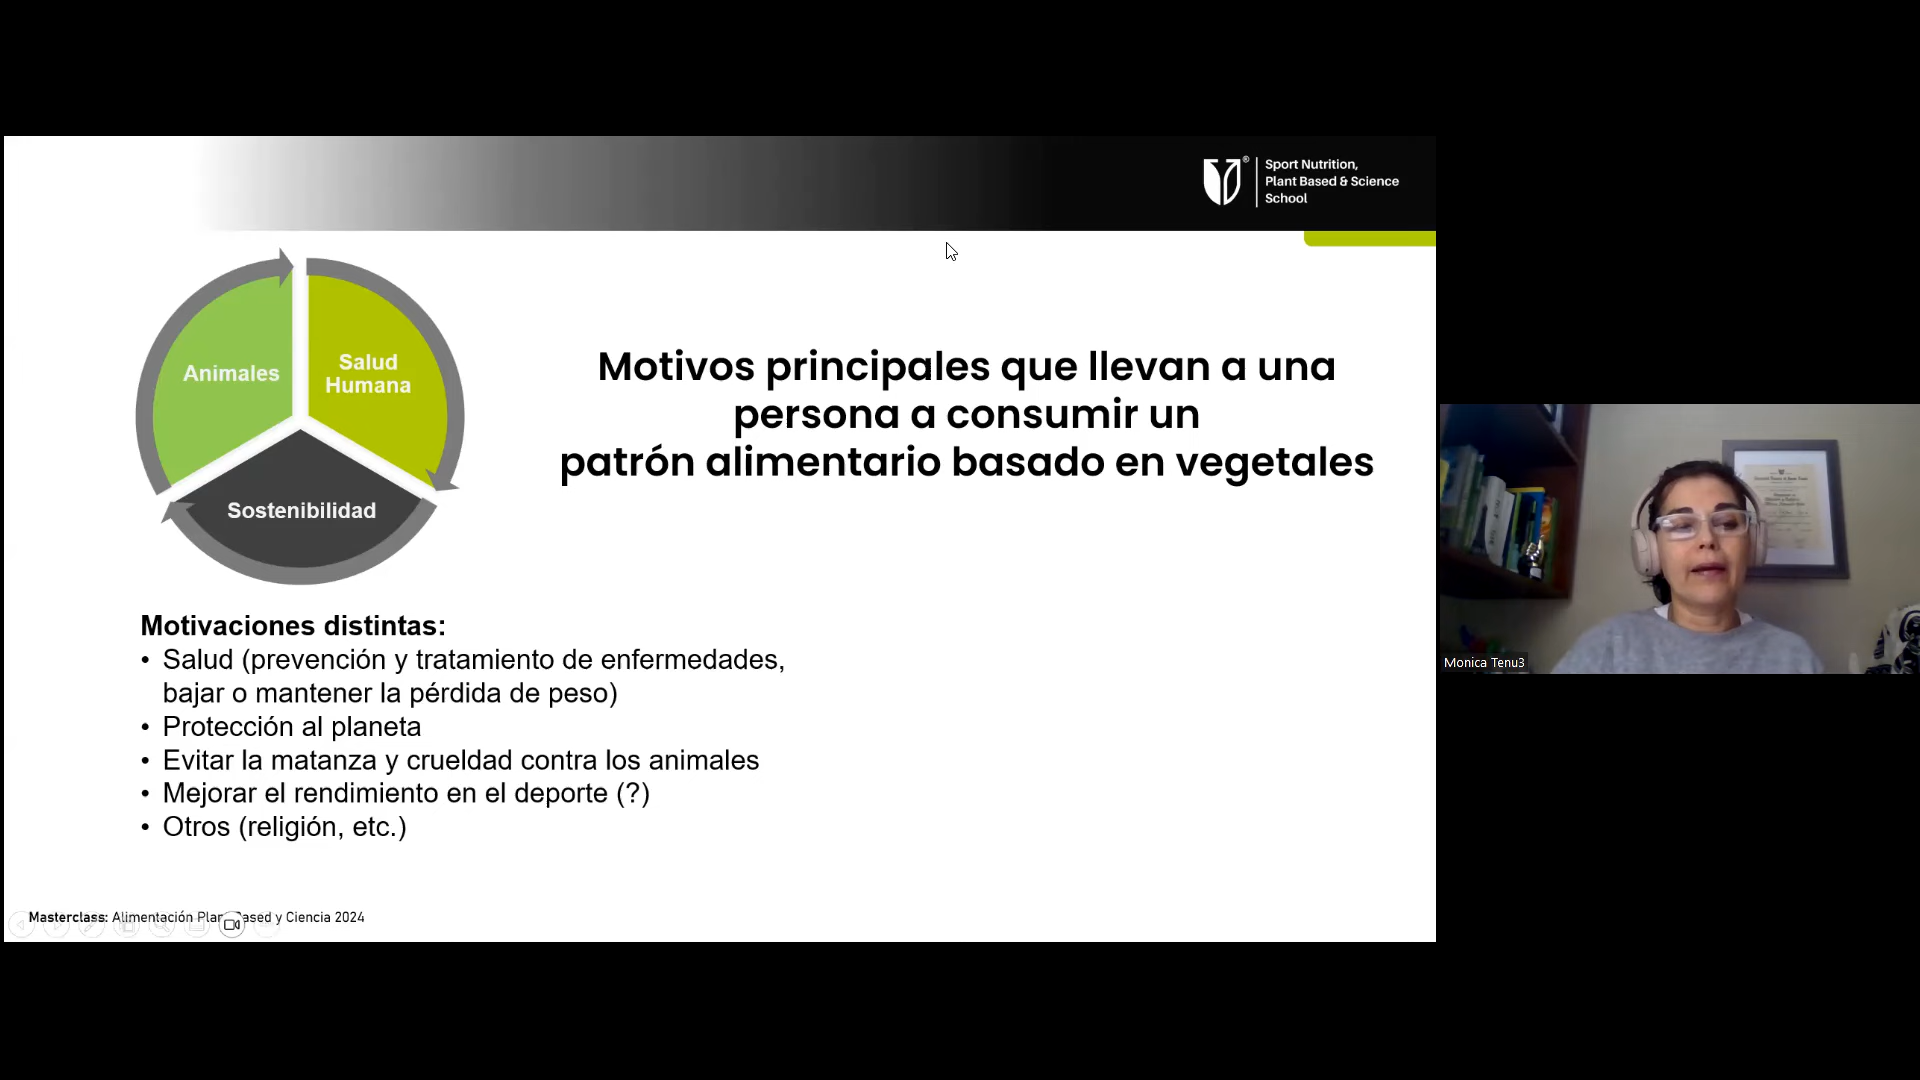 Sport Nutrition,
Plant Based & Science
School
Animales
Salud
Humana
Sostenibilidad
Motivos principales que llevan a una
persona a consumir un
patrón alimentario basado en vegetales
Motivaciones distintas:
• Salud (prevención y tratamiento de enfermedades,
bajar o mantener la pérdida de peso)
• Protección al planeta
• Evitar la matanza y crueldad contra los animales
• Mejorar el rendimiento en el deporte (?)
• Otros (religión, etc.)
Masterclass: Alimentación Plant Based y Ciencia 2024
Monica Tenu3